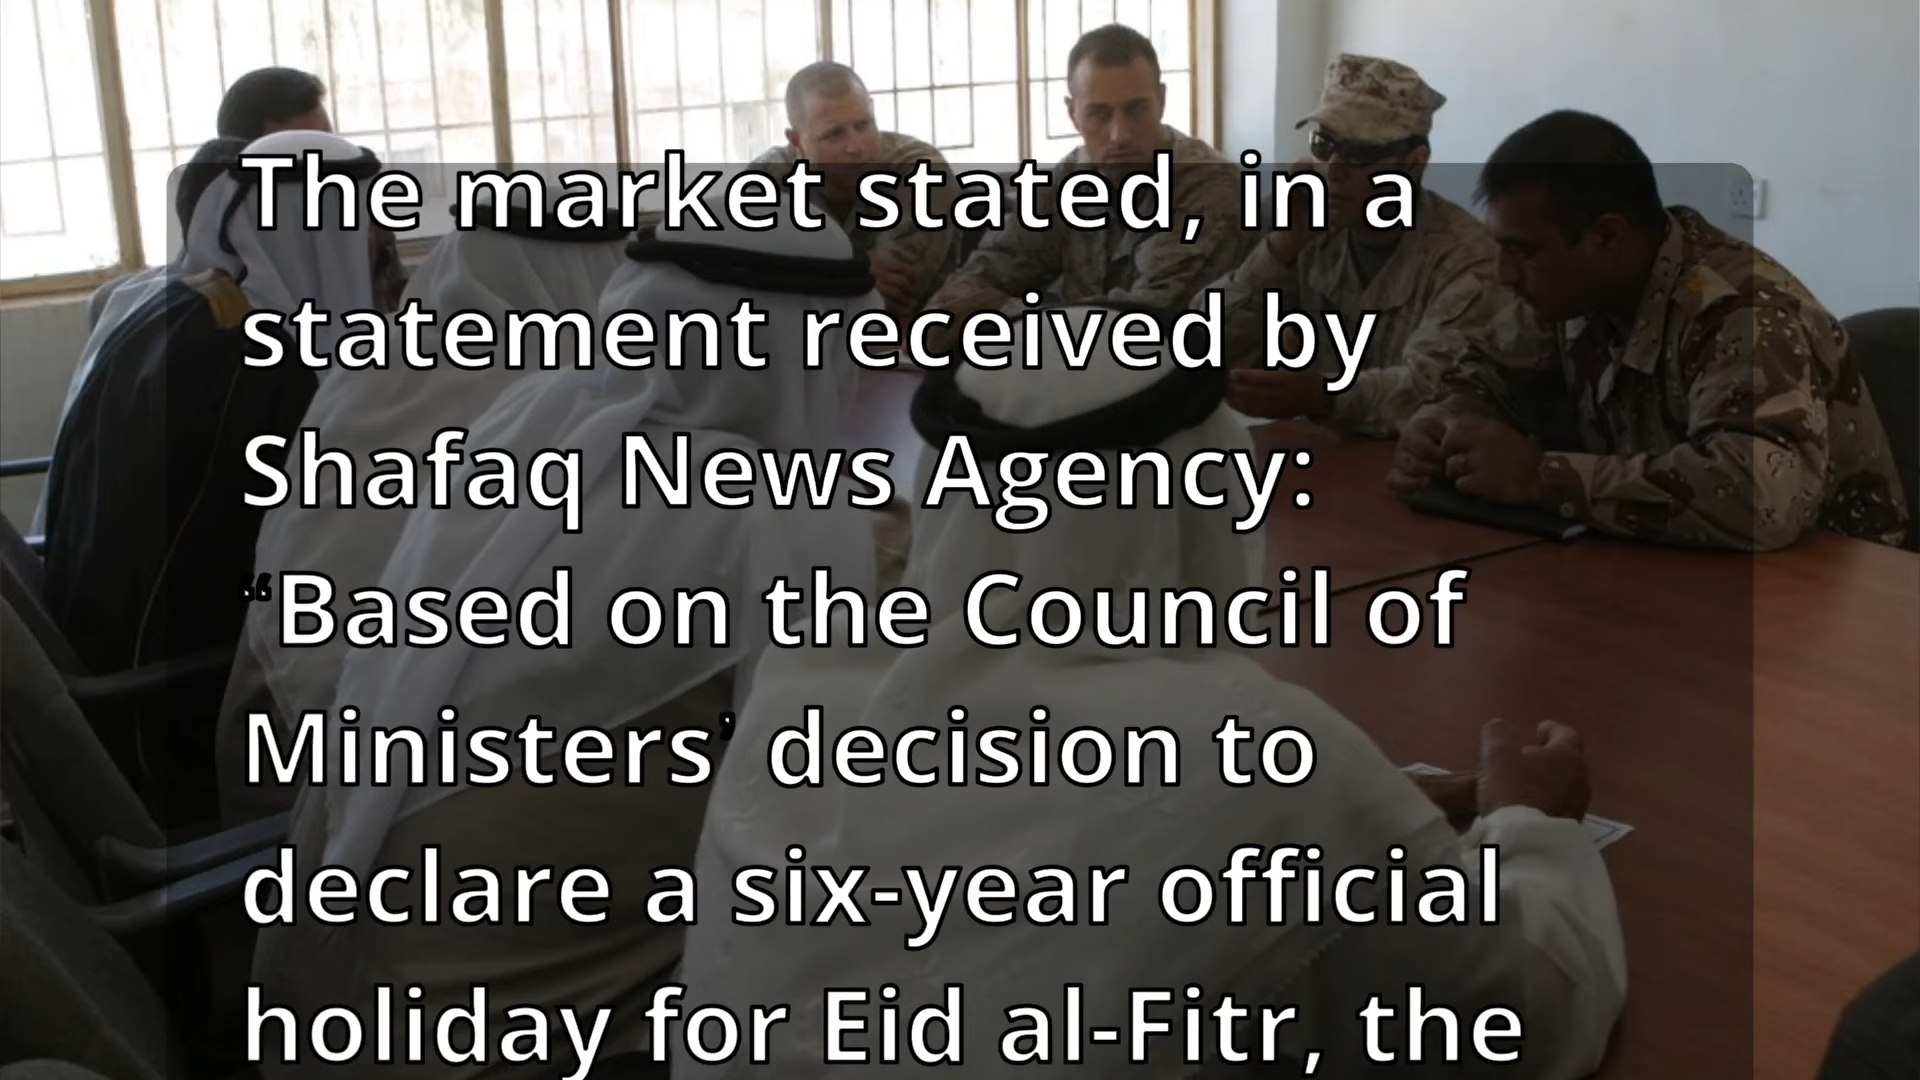 The market stated, in a
statement received by
Shafaq News Agency:
“Based on the Council of
Ministers’ decision to
declare a six-year official
holiday for Eid al-Fitr, the